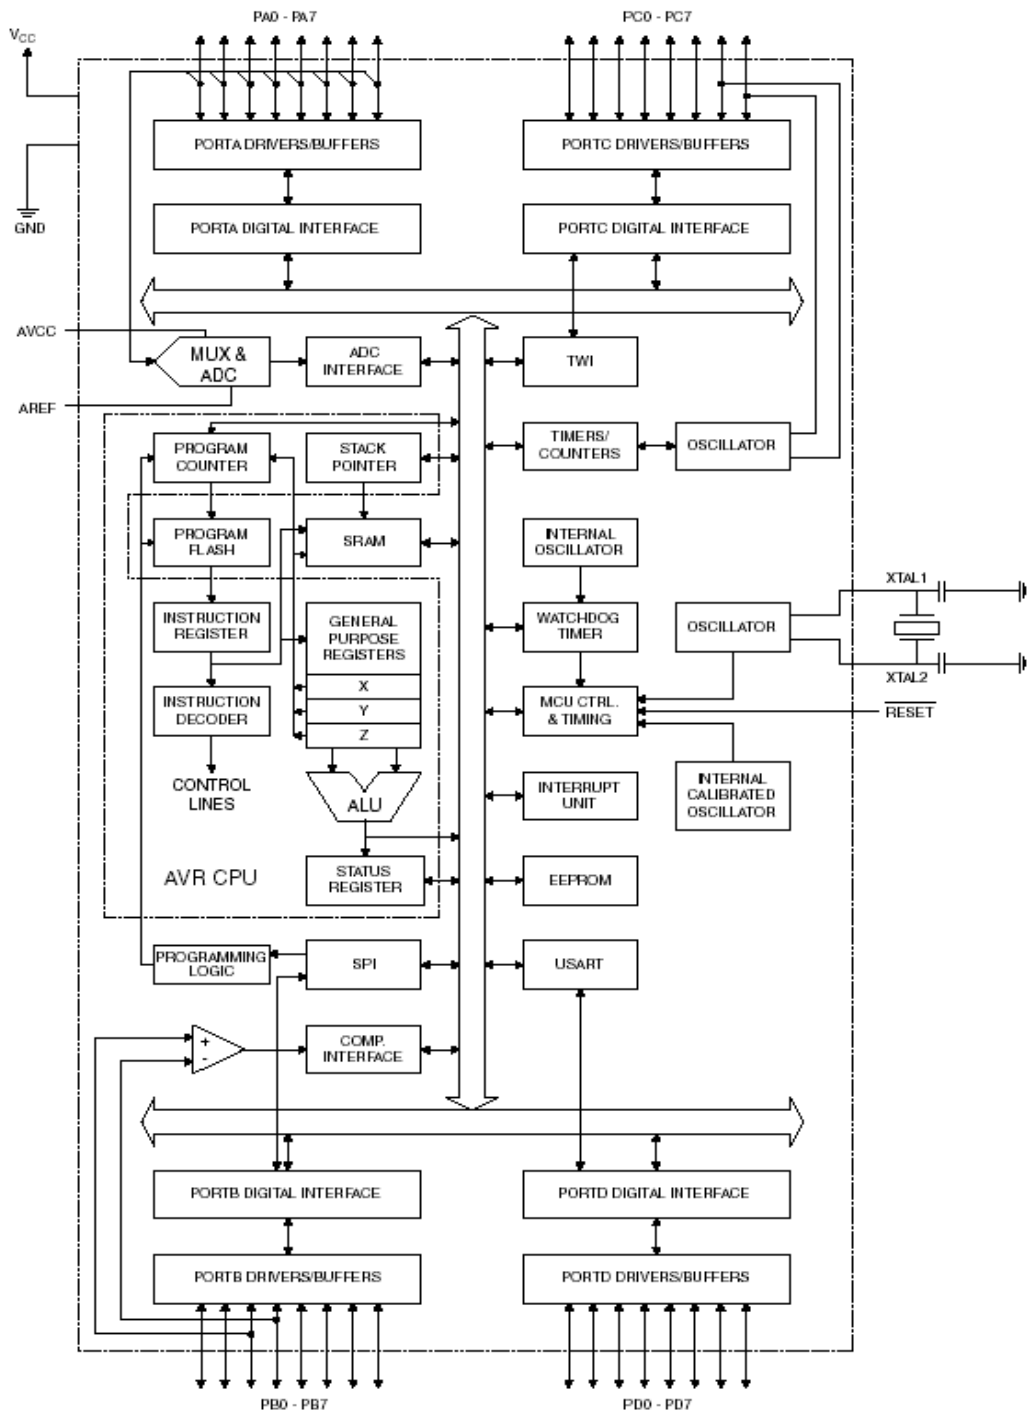 PA0 - PA7
PC0 - PC7
VCC
PORTA DRIVERS/BUFFERS
PORTC DRIVERS/BUFFERS
GND
PORTA DIGITAL INTERFACE
PORTC DIGITAL INTERFACE
AVCC
MUX &
ADC
ADC
INTERFACE
TWI
AREF
PROGRAM
COUNTER
STACK
POINTER
TIMERS/
COUNTERS
OSCILLATOR
PROGRAM
FLASH
SRAM
INTERNAL
OSCILLATOR
XTAL1
INSTRUCTION
REGISTER
GENERAL
PURPOSE
REGISTERS
WATCHDOG
TIMER
OSCILLATOR
XTAL2
X
INSTRUCTION
DECODER
Y
Z
MCU CTRL.
& TIMING
RESET
CONTROL
LINES
ALU
INTERRUPT
UNIT
INTERNAL
CALIBRATED
OSCILLATOR
AVR CPU
STATUS
REGISTER
EEPROM
PROGRAMMING
LOGIC
SPI
USART
+
-
COMP.
INTERFACE
PORTB DIGITAL INTERFACE
PORTD DIGITAL INTERFACE
PORTB DRIVERS/BUFFERS
PORTD DRIVERS/BUFFERS
PB0 - PB7
PD0 - PD7